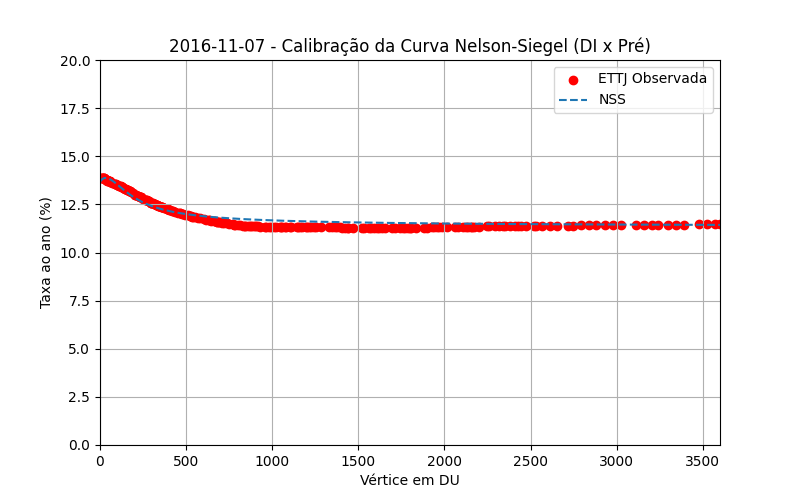 2016-11-07 - Calibração da Curva Nelson-Siegel (DI x Pré)
ETTJ Observada
NSS
Taxa ao ano (%)
20.0
17.5
15.0
12.5
10.0
7.5
5.0
2.5
0.0
0 500 1000 1500 2000 2500 3000 3500
Vértice em DU